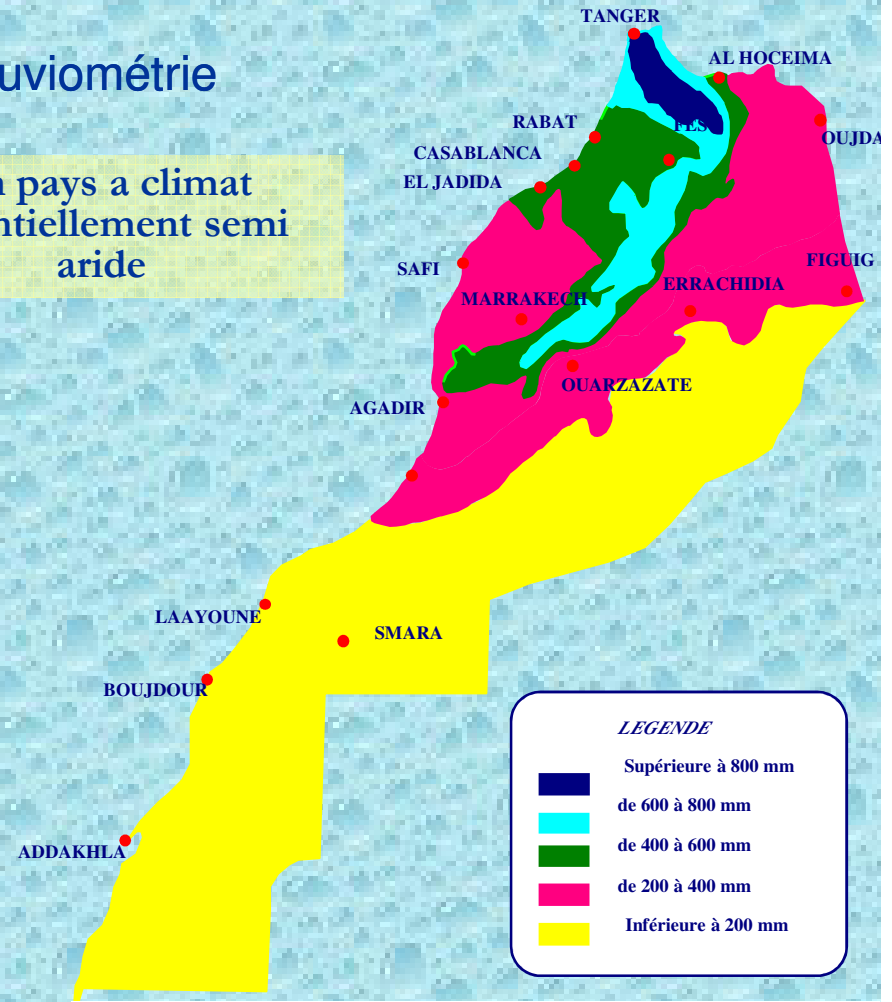 uviométrie
pays a climat
ntiellement semi
aride
TANGER
AL HOCEIMA
RABAT
FES
OUJDA
CASABLANCA
EL JADIDA
SAFI
FIGUIG
MARRAKECH
ERRACHIDIA
OUARZAZATE
AGADIR
LAAYOUNE
SMARA
BOUJDOUR
ADDAKHLA
LEGENDE
Supérieure à 800 mm
de 600 à 800 mm
de 400 à 600 mm
de 200 à 400 mm
Inférieure à 200 mm